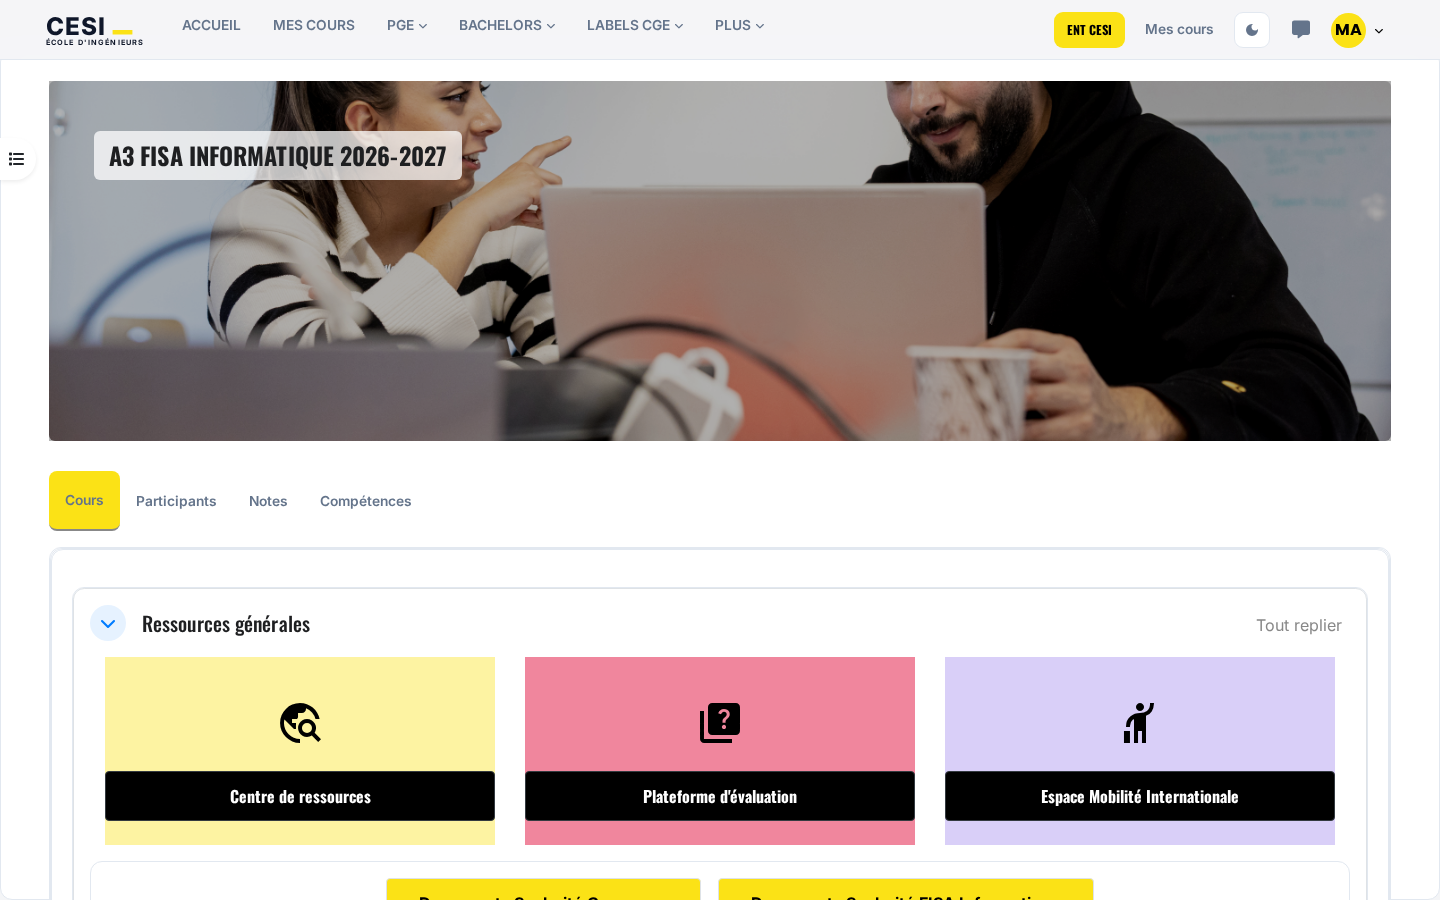 CESI
ÉCOLE D'INGÉNIEURS
ACCUEIL
MES COURS
PGE
BACHELORS
LABELS CGE
PLUS
ENT CESI
Mes cours
MA
A3 FISA INFORMATIQUE 2026-2027
Cours
Participants
Notes
Compétences
Ressources générales
Tout replier
Centre de ressources
Plateforme d'évaluation
Espace Mobilité Internationale